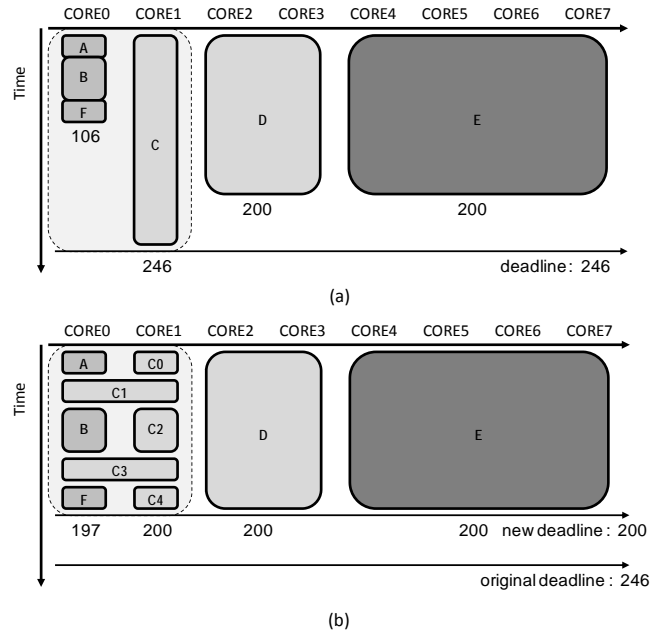 CORE0 CORE1 CORE2 CORE3 CORE4 CORE5 CORE6 CORE7
Time
A
B
F
106
C
D
E
200 200
246 deadline: 246
(a)
CORE0 CORE1 CORE2 CORE3 CORE4 CORE5 CORE6 CORE7
Time
A C0
C1
B C2 D E
C3
F C4
197 200 200 200 new deadline: 200
original deadline: 246
(b)